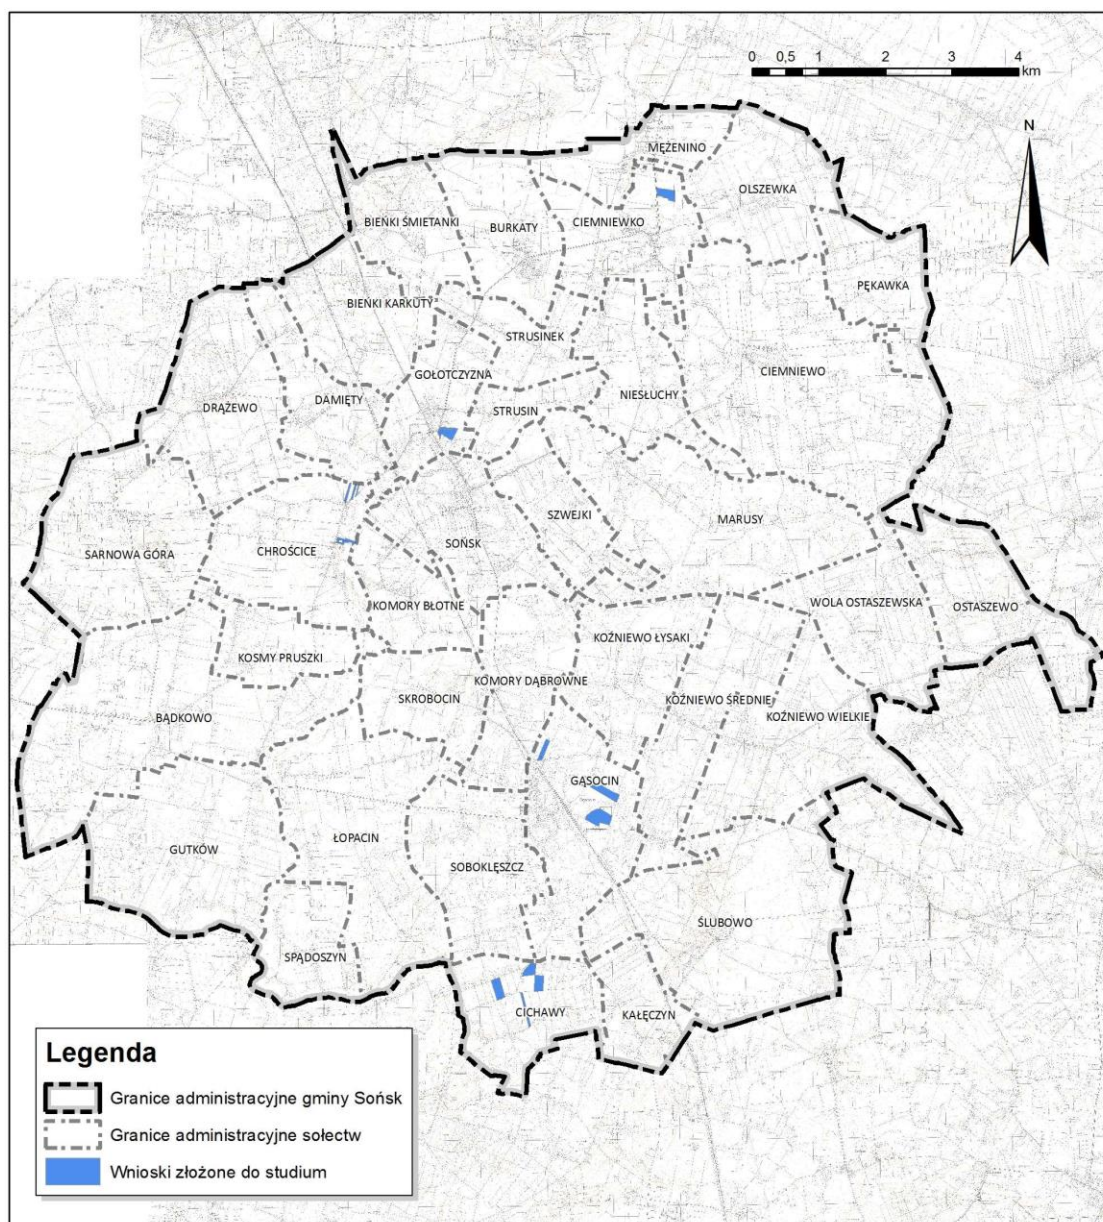 0 0,5 1 2 3 4
km
N
MĘŻENINO
OLSZEWKA
BIEŃKI ŚMIETANKI
BURKATY
CIEMNIEWKO
PĘKAWKA
BIEŃKI KARKUTY
STRUSINEK
GOŁOTCZYZNA
CIEMNIEWO
DRĄŻEWO
DAMIĘTY
STRUSIN
NIESŁUCHY
SZWEJKI
MARUSY
SARNOWA GÓRA
CHROŚCICE
SOŃSK
KOMORY BŁOTNE
WOLA OSTASZEWSKA
OSTASZEWO
KOŹNIEWO ŁYSAKI
KOSMY PRUSZKI
KOMORY DĄBROWNE
SKROBOCIN
KOŹNIEWO ŚREDNIE
BĄDKOWO
KOŹNIEWO WIELKIE
GĄSOCIN
GUTKÓW
ŁOPACIN
SOBOKLĘSZCZ
ŚLUBOWO
SPĄDOSZYN
CICHAWY
KAŁĘCZYN
Legenda
Granice administracyjne gminy Sońsk
Granice administracyjne sołectw
Wnioski złożone do studium